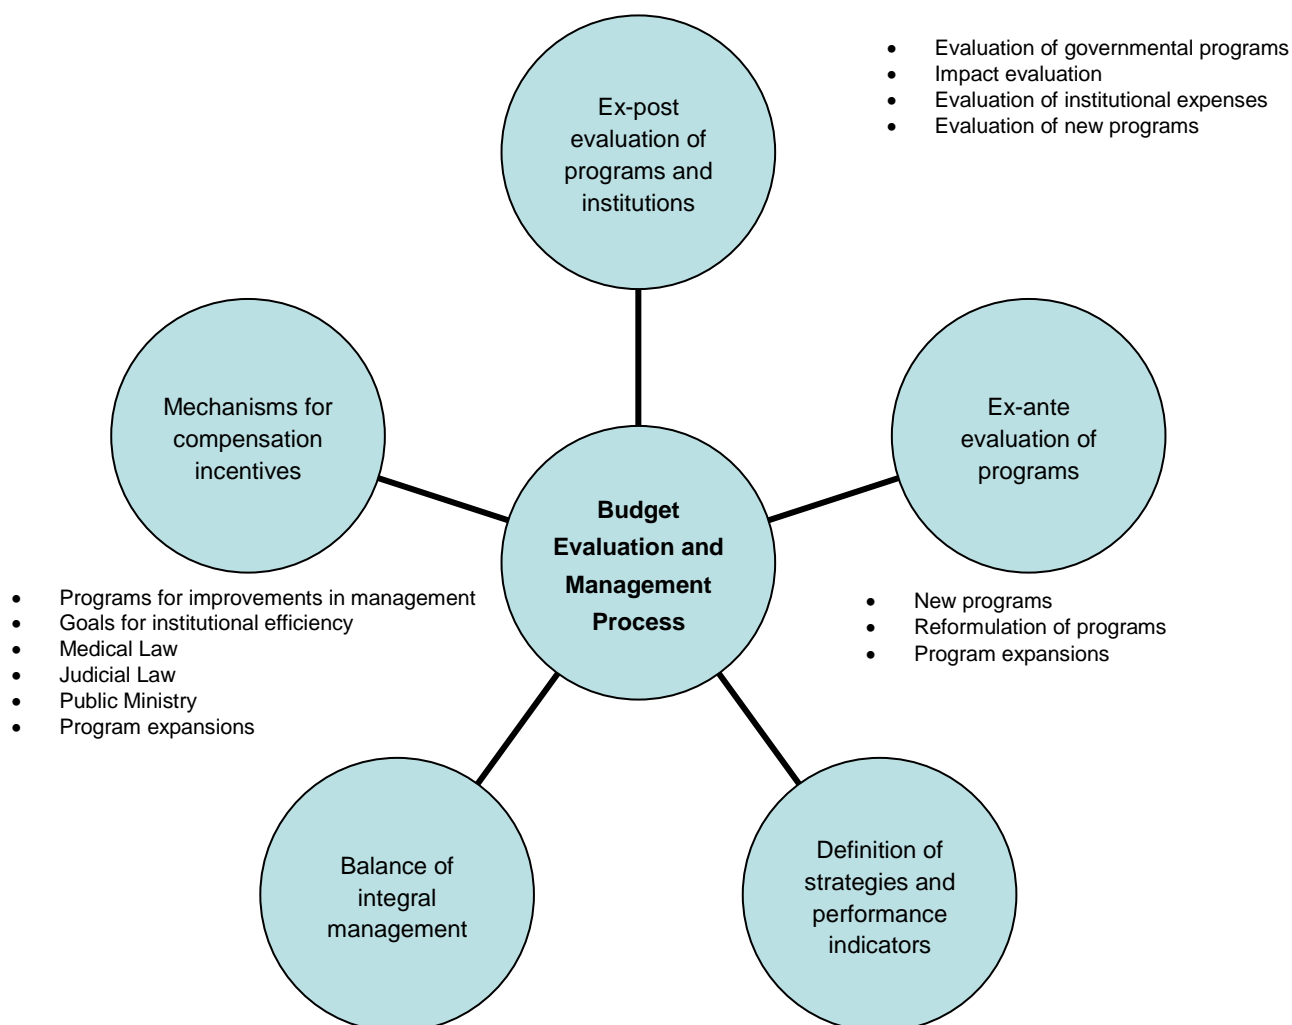 Ex-post
evaluation of
programs and
institutions
• Evaluation of governmental programs
• Impact evaluation
• Evaluation of institutional expenses
• Evaluation of new programs
Mechanisms for
compensation
incentives
Ex-ante
evaluation of
programs
Budget
Evaluation and
Management
Process
• Programs for improvements in management
• Goals for institutional efficiency
• Medical Law
• Judicial Law
• Public Ministry
• Program expansions
• New programs
• Reformulation of programs
• Program expansions
Balance of
integral
management
Definition of
strategies and
performance
indicators